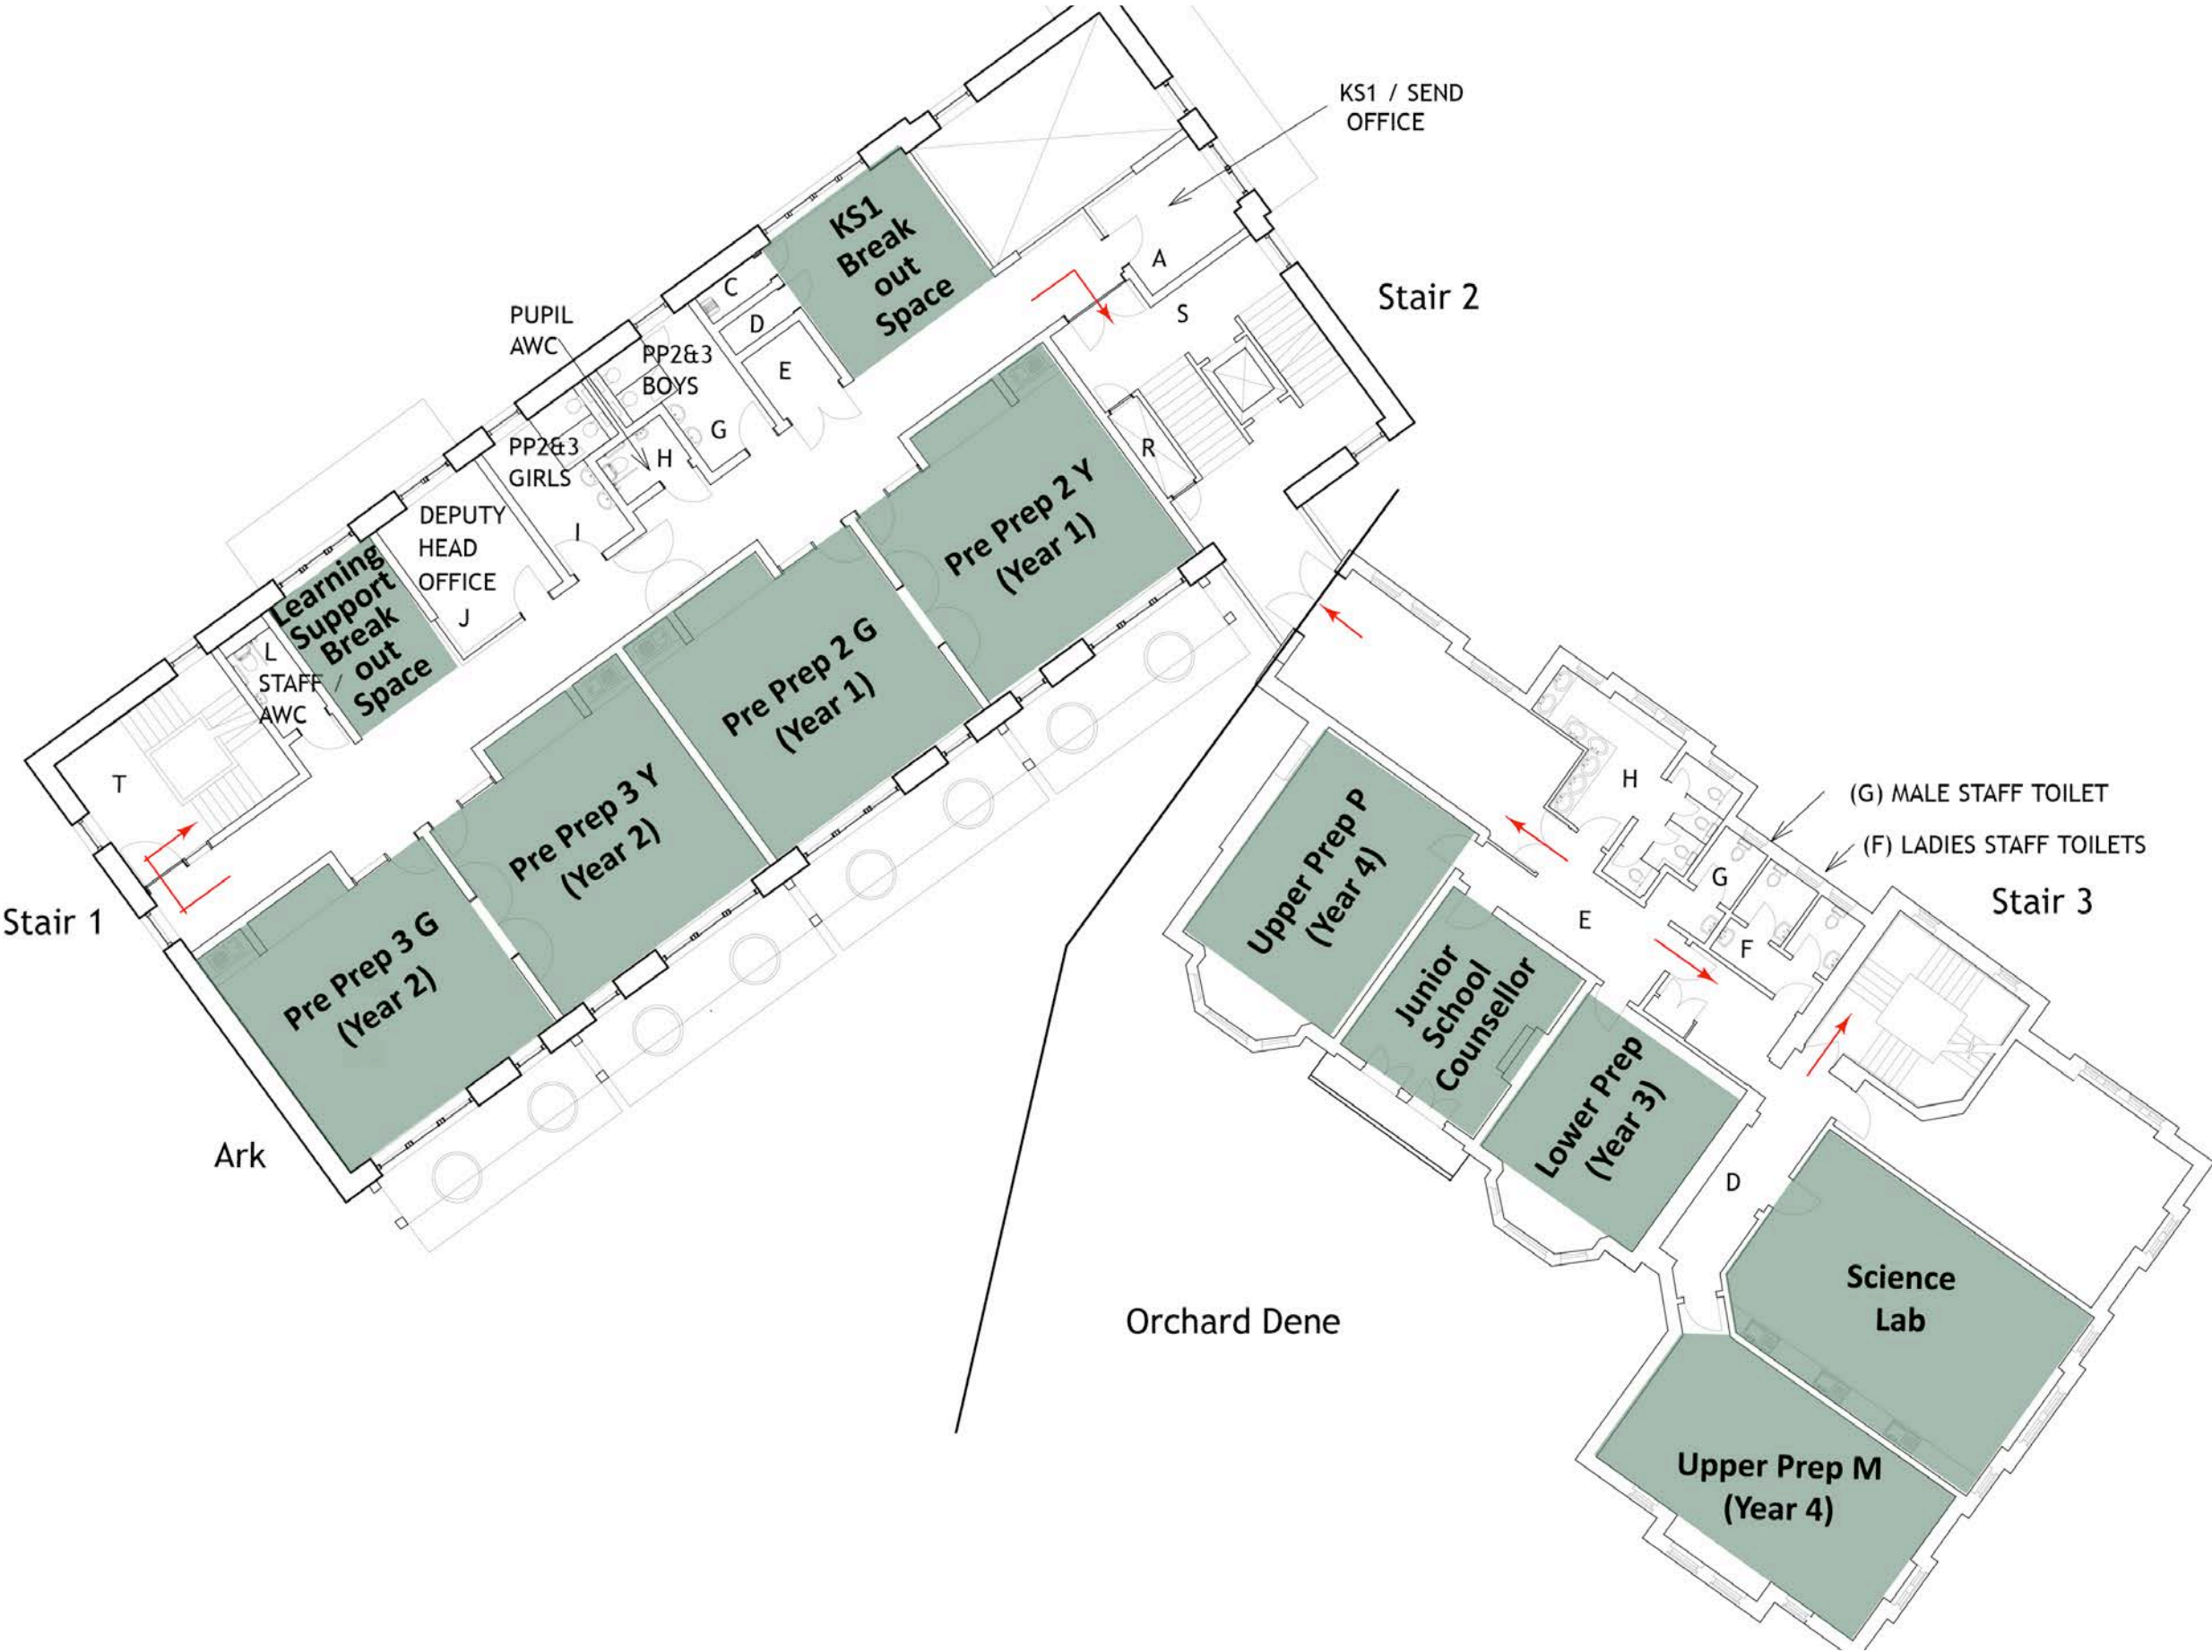 KS1 / SEND
OFFICE
KS1
Break
out
Space
A
S
Stair 2
C
D
E
PUPIL
AWC
PP2&3
BOYS
G
H
PP2&3
GIRLS
I
R
DEPUTY
HEAD
OFFICE
J
Learning
Support
Break
out
Space
L
STAFF /
AWC
T
Stair 1
Pre Prep 2 Y
(Year 1)
Pre Prep 2 G
(Year 1)
Pre Prep 3 Y
(Year 2)
Pre Prep 3 G
(Year 2)
Ark
H
(G) MALE STAFF TOILET
(F) LADIES STAFF TOILETS
G
F
E
Stair 3
Upper Prep P
(Year 4)
Junior
School
Counsellor
Lower Prep
(Year 3)
D
Science
Lab
Orchard Dene
Upper Prep M
(Year 4)